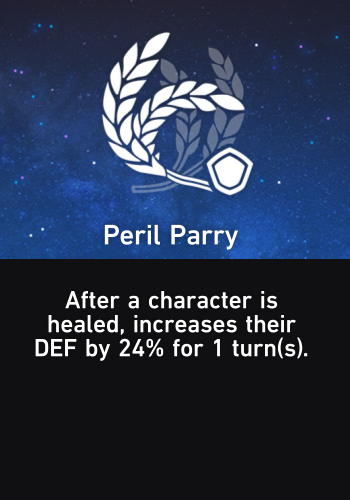 Peril Parry
After a character is
healed, increases their
DEF by 24% for 1 turn(s).